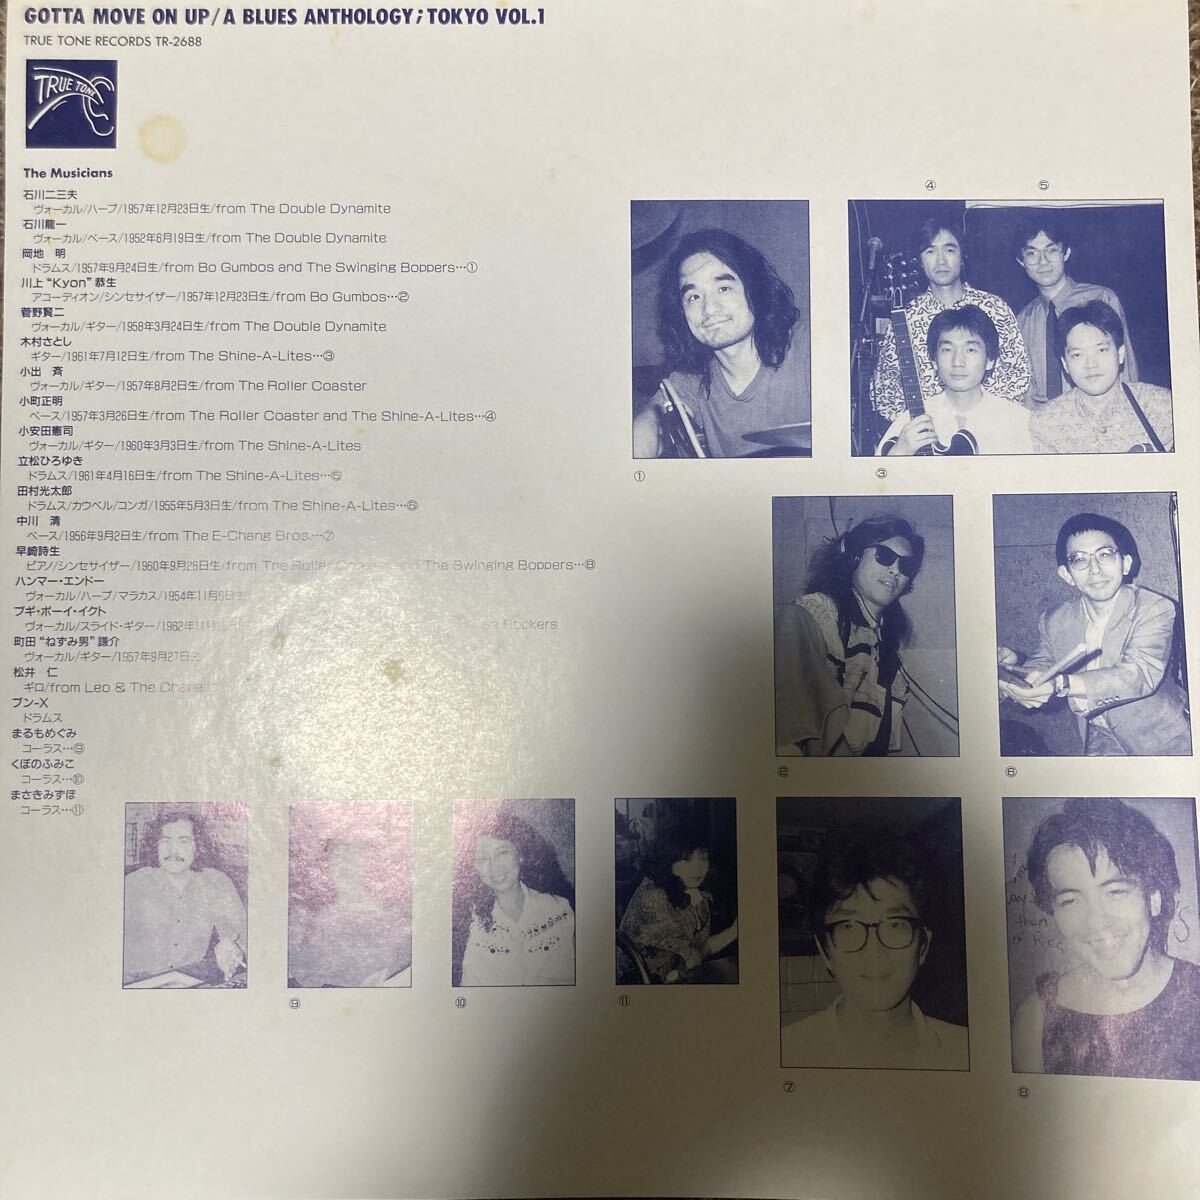 GOTTA MOVE ON UP/A BLUES ANTHOLOGY;TOKYO VOL.1
TRUE TONE RECORDS TR-2688
TRUE TONE
The Musicians
石川二三夫
ヴォーカル/ハープ/1957年12月23日生/from The Double Dynamite
石川龍一
ヴォーカル/ベース/1952年6月19日生/from The Double Dynamite
岡地 明
ドラムス/1957年9月24日生/from Bo Gumbos and The Swinging Boppers…①
川上“Kyon”恭生
アコーディオン/シンセサイザー/1957年12月23日生/from Bo Gumbos…②
菅野賢二
ヴォーカル/ギター/1958年3月24日生/from The Double Dynamite
木村さとし
ギター/1961年7月12日生/from The Shine-A-Lites…③
小出 斉
ヴォーカル/ギター/1957年8月2日生/from The Roller Coaster
小町正明
ベース/1957年3月26日生/from The Roller Coaster and The Shine-A-Lites…④
小安田憲司
ヴォーカル/ギター/1960年3月3日生/from The Shine-A-Lites
立松ひろゆき
ドラムス/1961年4月16日生/from The Shine-A-Lites…⑤
田村光太郎
ドラムス/カウベル/コンガ/1955年5月3日生/from The Shine-A-Lites…⑥
中川 清
ベース/1956年9月2日生/from The E-Chang Bros.…⑦
早崎詩生
ピアノ/シンセサイザー/1960年9月26日生/from The Roller Coaster and The Swinging Boppers…⑧
ハンマー・エンドー
ヴォーカル/ハープ/マラカス/1954年11月6日生
ブギ・ボーイ・イクト
ヴォーカル/スライド・ギター/1962年11月 Rockers
町田“ねずみ男”謙介
ヴォーカル/ギター/1957年9月27日
松井 仁
ギロ/from Leo & The
ブン-X
ドラムス
まるもめぐみ
コーラス…⑨
くぼのふみこ
コーラス…⑩
まさきみずほ
コーラス…⑪
④ ⑤
① ③
② ⑥
than
a Rice
⑨ ⑩ ⑪
⑦ ⑧